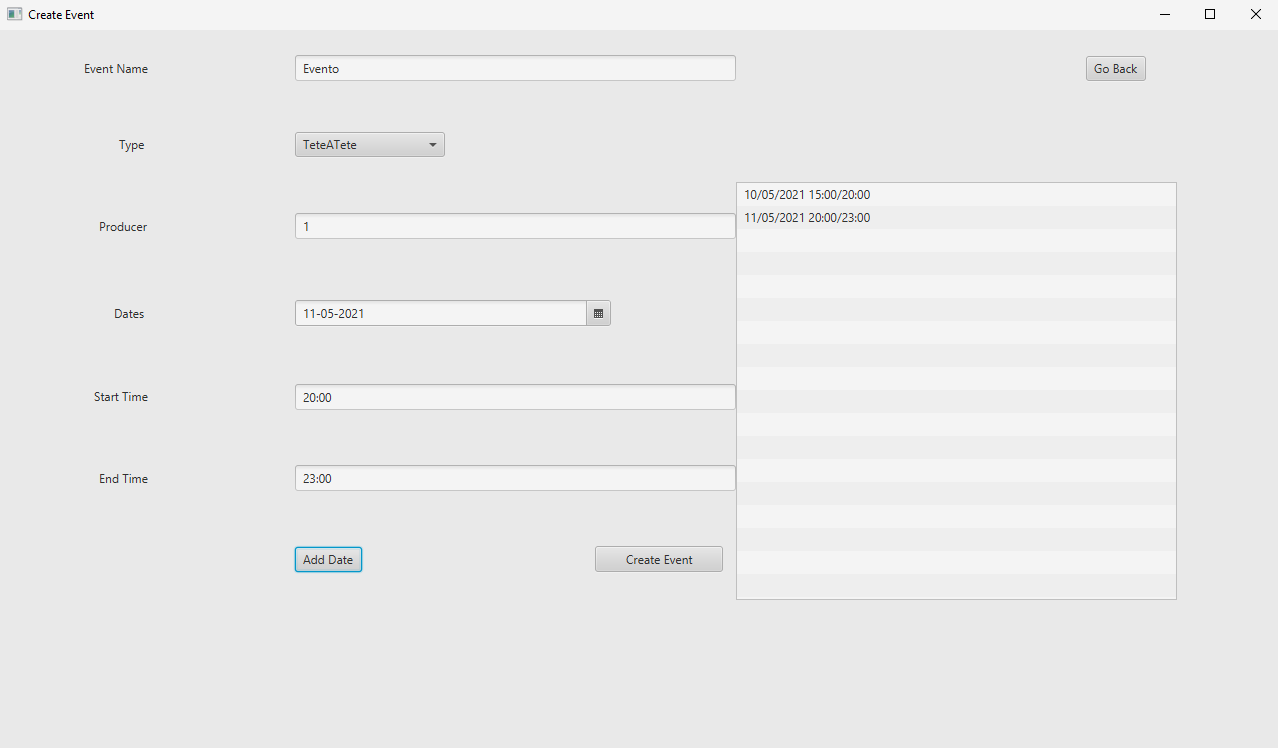 Create Event
Event Name Evento Go Back
Type TeteATete
10/05/2021 15:00/20:00
11/05/2021 20:00/23:00
Producer 1
Dates 11-05-2021
Start Time 20:00
End Time 23:00
Add Date Create Event